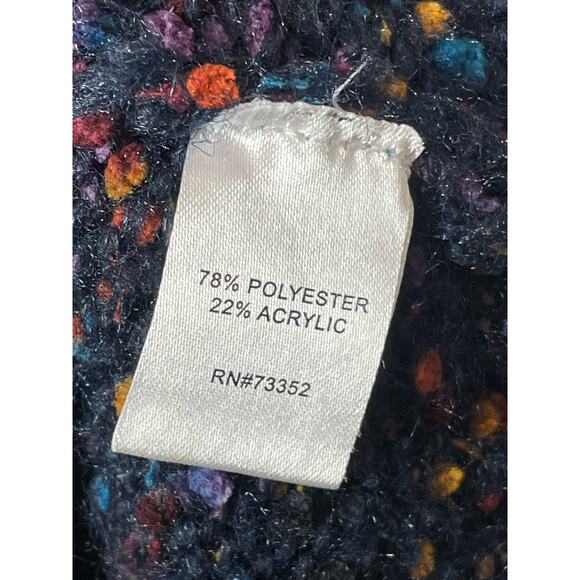 78% POLYESTER
22% ACRYLIC
RN#73352